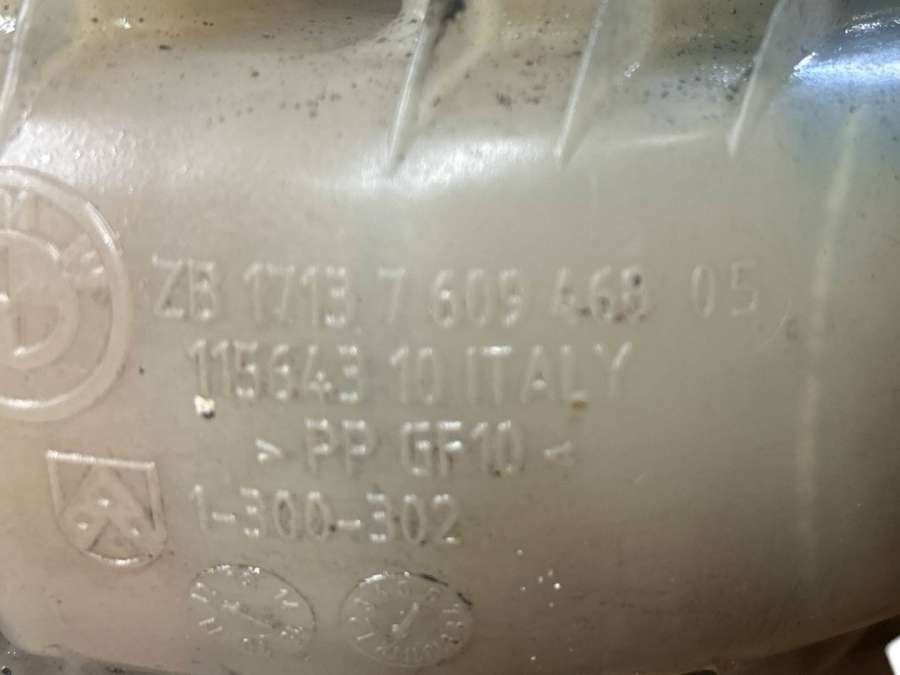 ZB 1713 7 609 468 05
115643 10 ITALY
> PP GF10 <
1-300-302